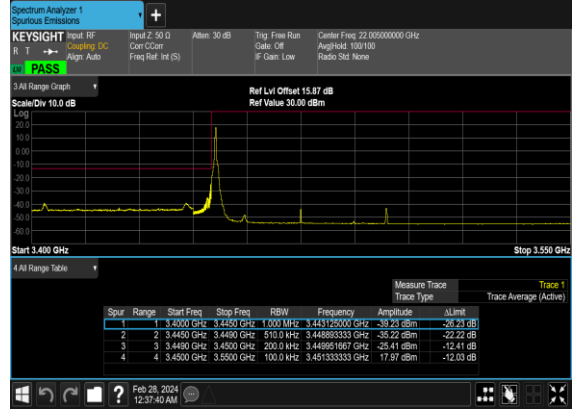 Spectrum Analyzer 1
Spurious Emissions
KEYSIGHT Input: RF Input Z: 50 Ω Atten: 30 dB Trig: Free Run Center Freq: 22.005000000 GHz
R T Coupling: DC Corr CCorr Gate: Off Avg|Hold: 100/100
Align: Auto Freq Ref: Int (S) IF Gain: Low Radio Std: None
PASS
3 All Range Graph
Ref Lvl Offset 15.87 dB
Scale/Div 10.0 dB Ref Value 30.00 dBm
Log
20.0
10.0
0.00
-10.0
-20.0
-30.0
-40.0
-50.0
-60.0
Start 3.400 GHz Stop 3.550 GHz
4 All Range Table
Measure Trace Trace 1
Trace Type Trace Average (Active)
Spur Range Start Freq Stop Freq RBW Frequency Amplitude ΔLimit
1 1 3.4000 GHz 3.4450 GHz 1.000 MHz 3.443125000 GHz -39.23 dBm -26.23 dB
2 2 3.4450 GHz 3.4490 GHz 510.0 kHz 3.448893333 GHz -35.22 dBm -22.22 dB
3 3 3.4490 GHz 3.4500 GHz 200.0 kHz 3.449951667 GHz -25.41 dBm -12.41 dB
4 4 3.4500 GHz 3.5500 GHz 100.0 kHz 3.451333333 GHz 17.97 dBm -12.03 dB
Feb 28, 2024
12:37:40 AM